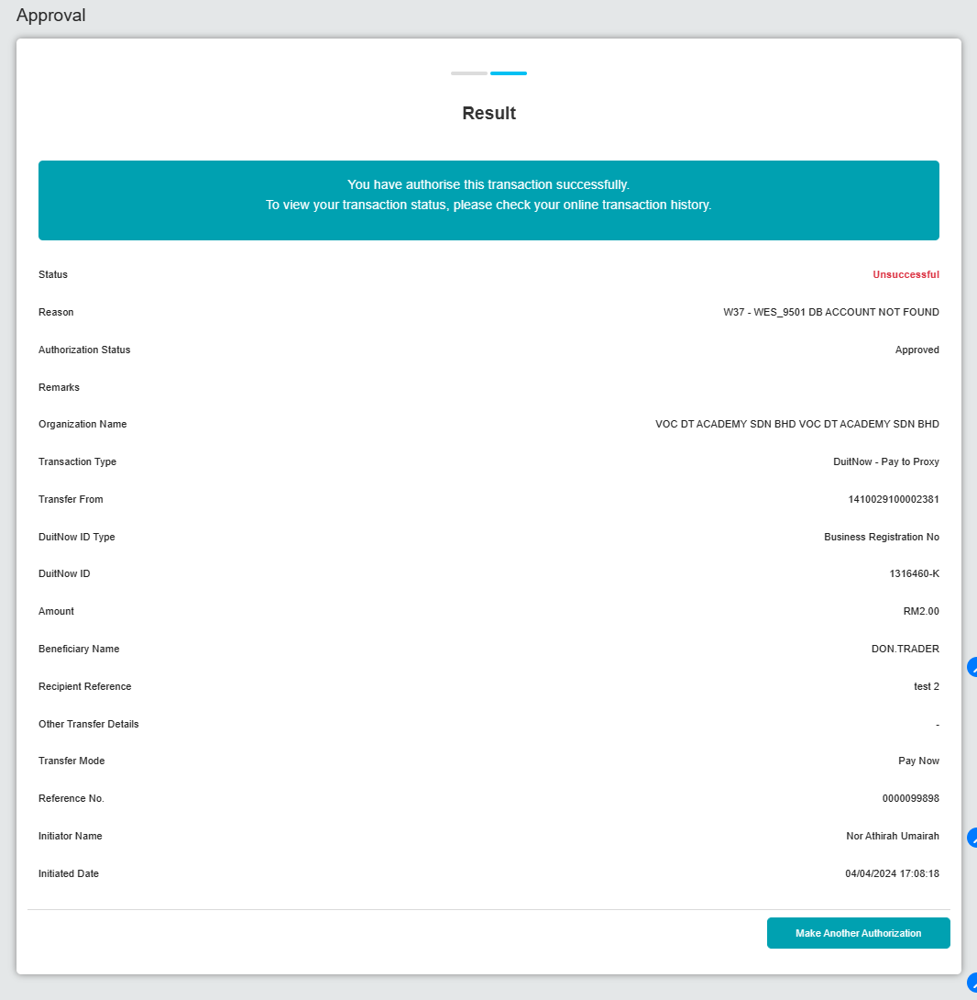 Approval
Result
You have authorise this transaction successfully.
To view your transaction status, please check your online transaction history.
Status Unsuccessful
Reason W37 - WES_9501 DB ACCOUNT NOT FOUND
Authorization Status Approved
Remarks
Organization Name VOC DT ACADEMY SDN BHD VOC DT ACADEMY SDN BHD
Transaction Type DuitNow - Pay to Proxy
Transfer From 1410029100002381
DuitNow ID Type Business Registration No
DuitNow ID 1316460-K
Amount RM2.00
Beneficiary Name DON.TRADER
Recipient Reference test 2
Other Transfer Details -
Transfer Mode Pay Now
Reference No. 0000099898
Initiator Name Nor Athirah Umairah
Initiated Date 04/04/2024 17:08:18
Make Another Authorization